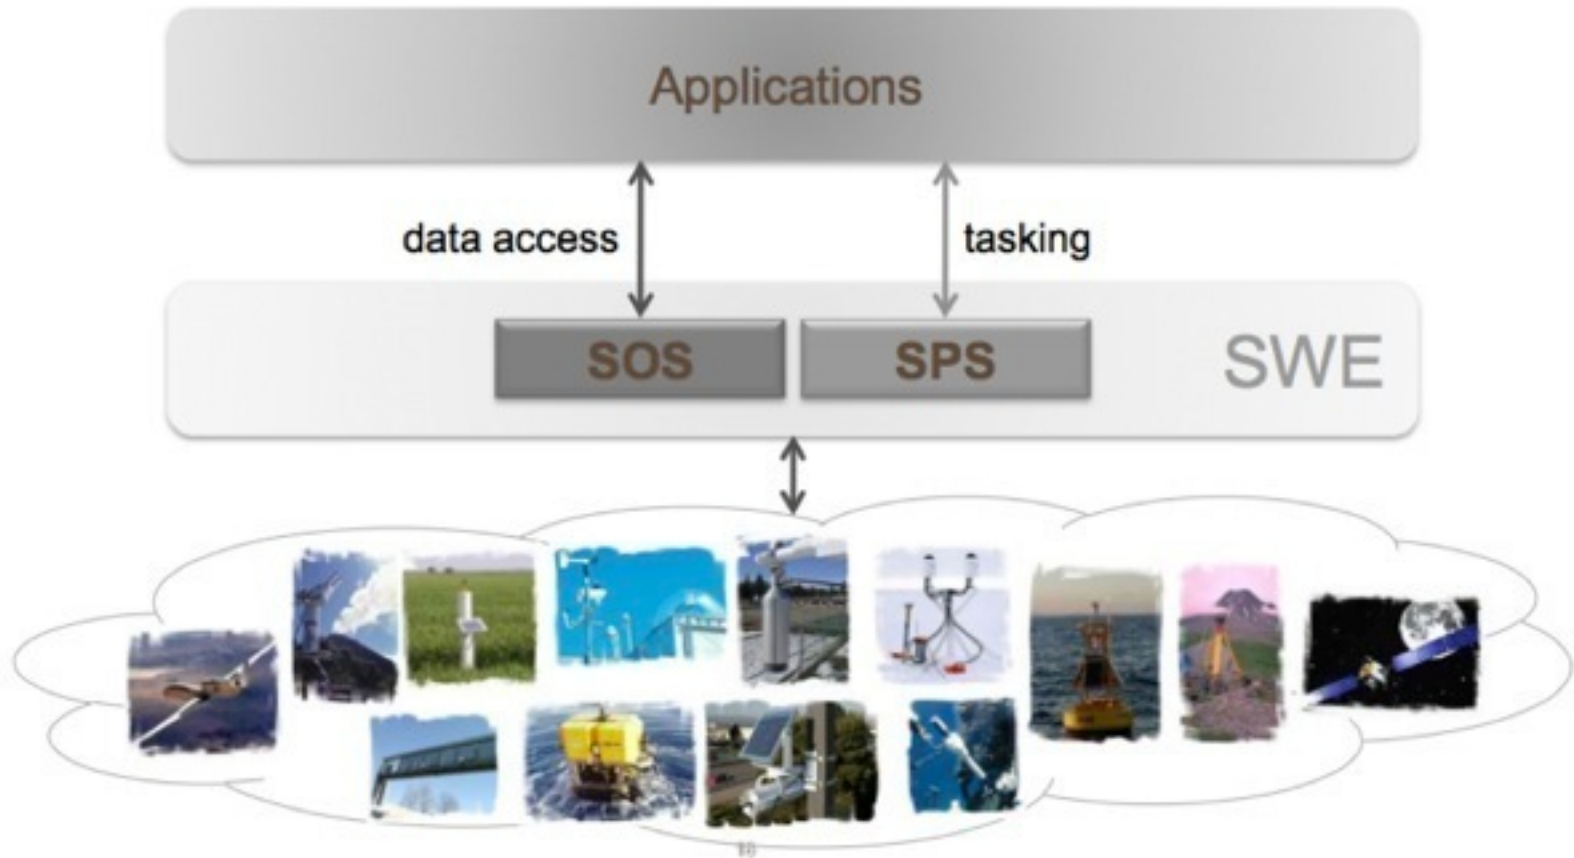 Applications
data access
tasking
SOS
SPS
SWE